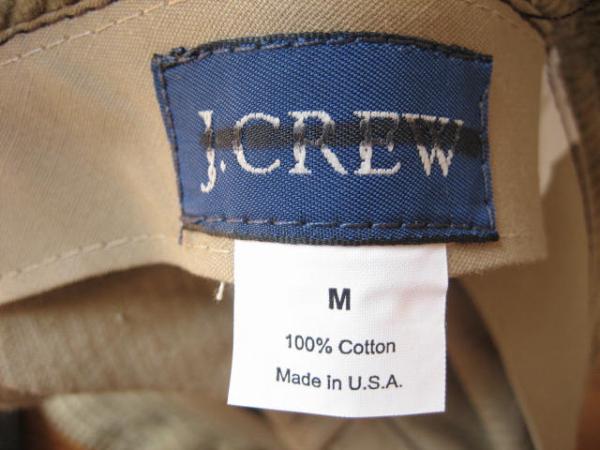 J.CREW
M
100% Cotton
Made in U.S.A.